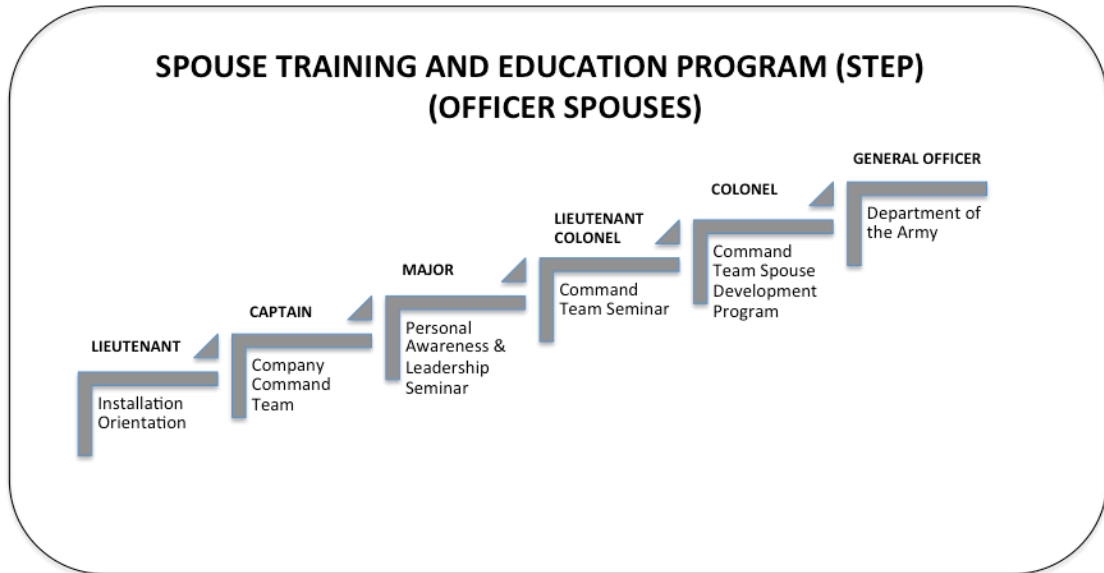 SPOUSE TRAINING AND EDUCATION PROGRAM (STEP)
(OFFICER SPOUSES)
LIEUTENANT
Installation
Orientation
CAPTAIN
Company
Command
Team
MAJOR
Personal
Awareness &
Leadership
Seminar
LIEUTENANT
COLONEL
Command
Team Seminar
COLONEL
Command
Team Spouse
Development
Program
GENERAL OFFICER
Department of
the Army